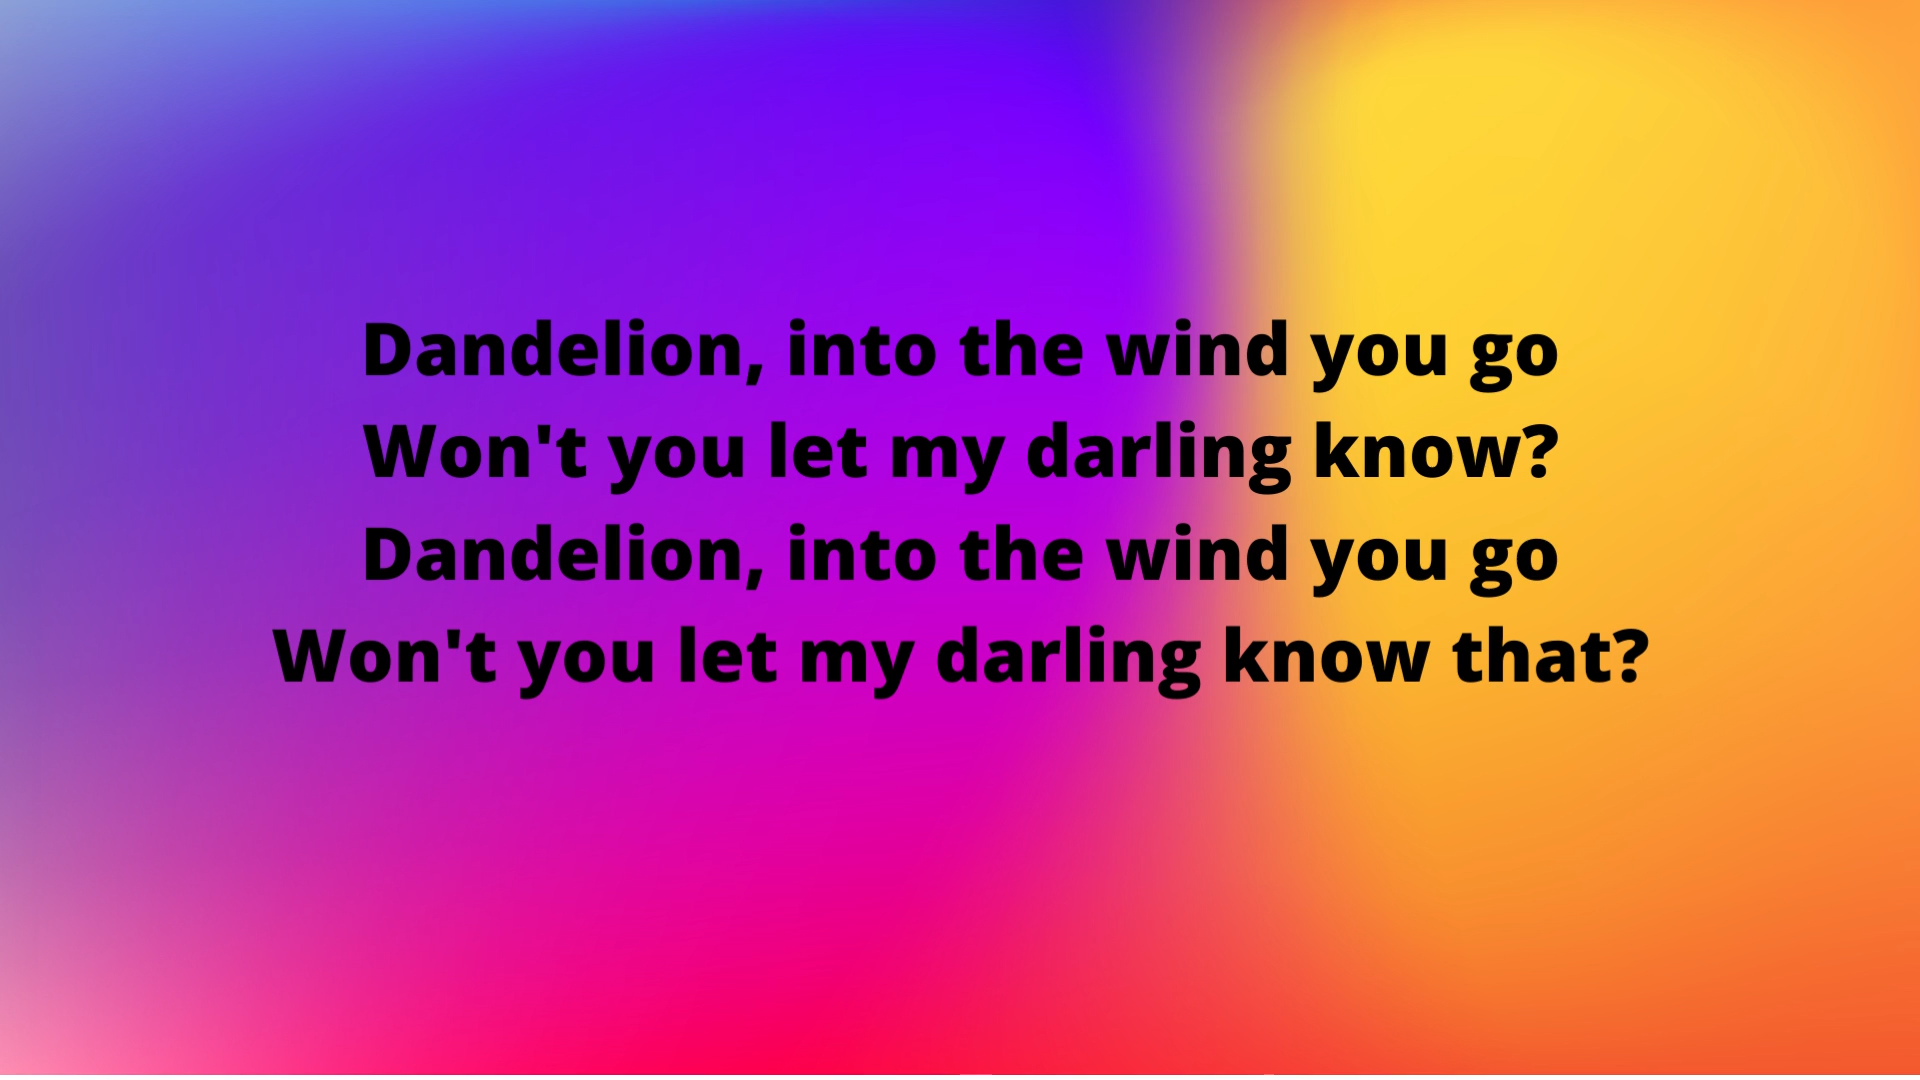 Dandelion, into the wind you go
Won't you let my darling know?
Dandelion, into the wind you go
Won't you let my darling know that?